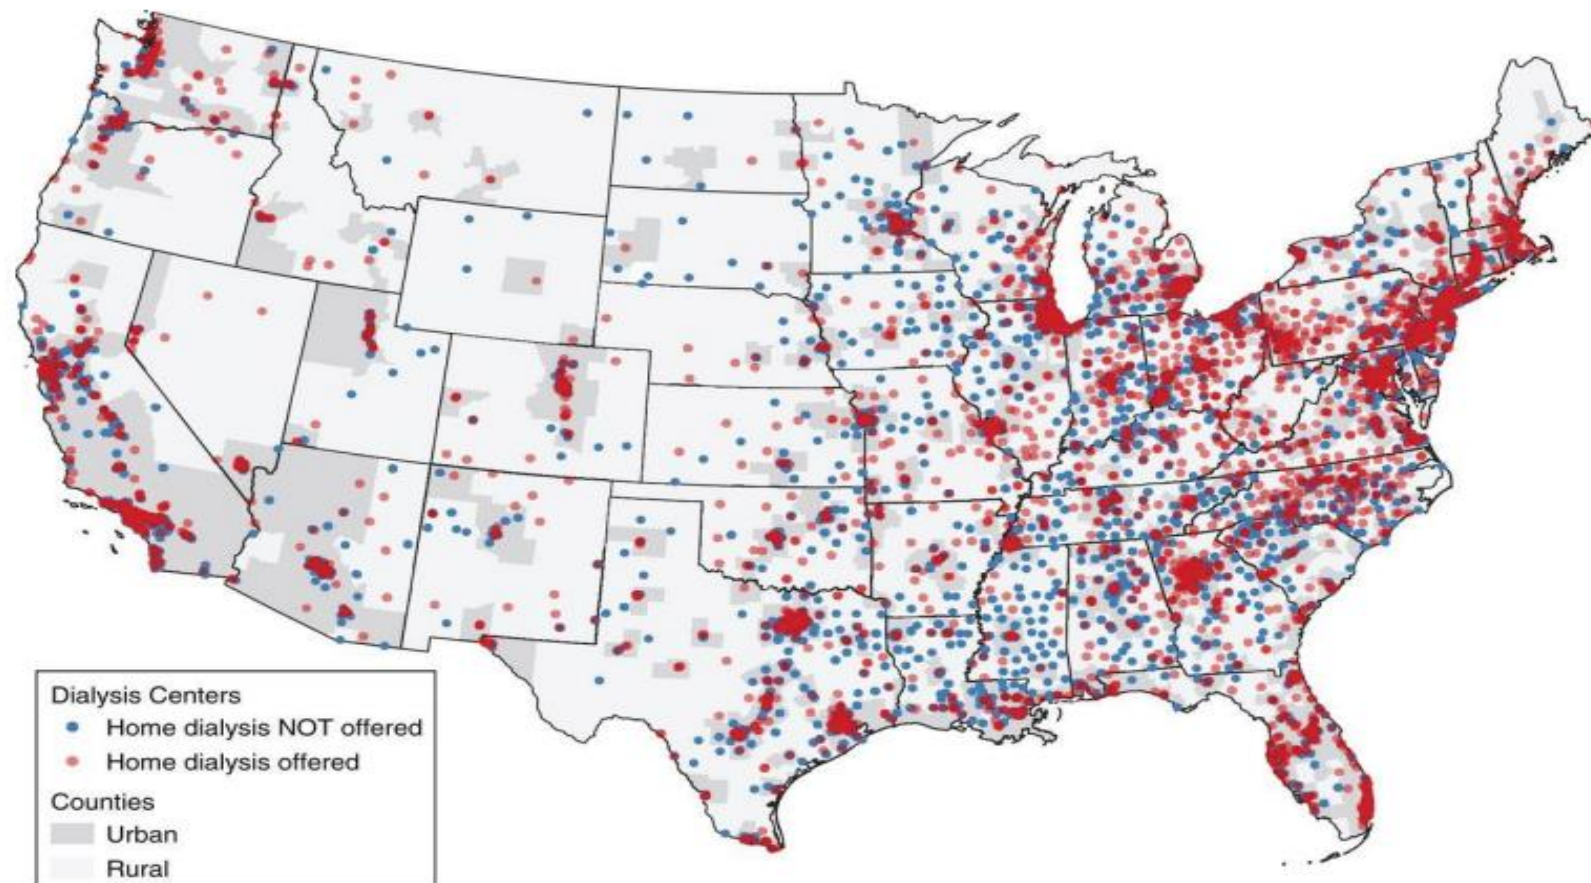 Dialysis Centers
Home dialysis NOT offered
Home dialysis offered
Counties
Urban
Rural